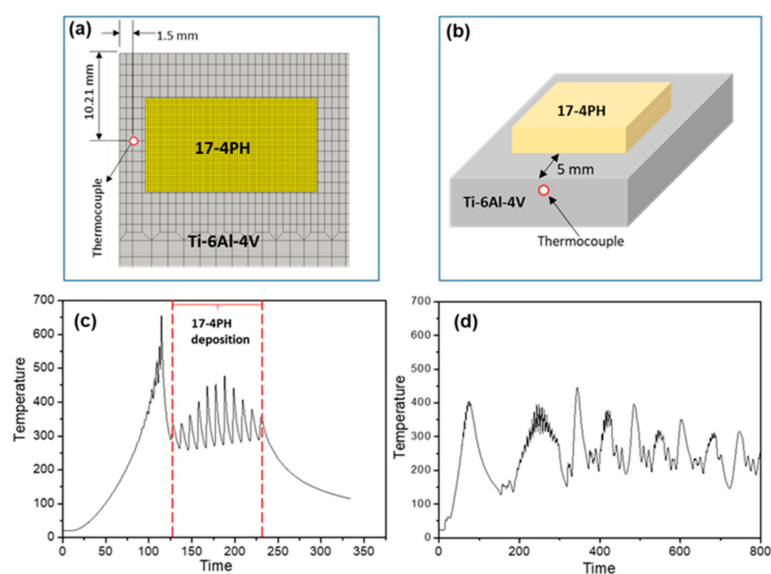 (a)
1.5 mm
10.21 mm
17-4PH
Thermocouple
Ti-6Al-4V
(b)
17-4PH
5 mm
Ti-6Al-4V
Thermocouple
(c)
17-4PH
deposition
Temperature
700
600
500
400
300
200
100
0
0 50 100 150 200 250 300 350
Time
(d)
Temperature
700
600
500
400
300
200
100
0
0 200 400 600 800
Time